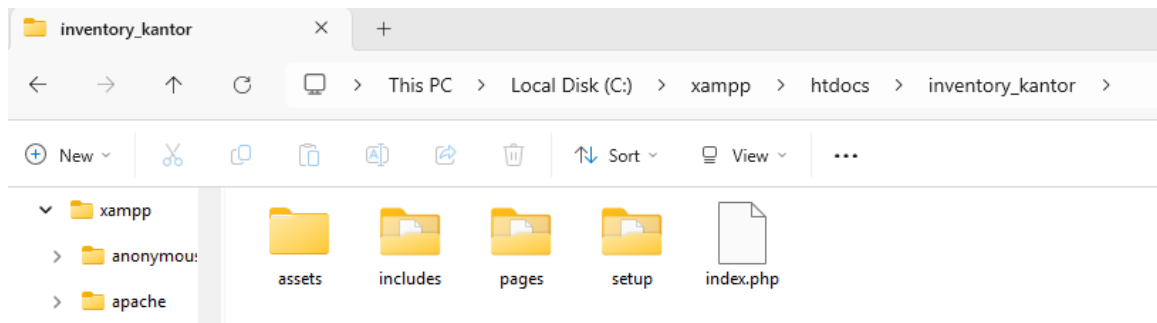 inventory_kantor
This PC > Local Disk (C:) > xampp > htdocs > inventory_kantor >
New Sort View
xampp
anonymou
apache
assets includes pages setup index.php